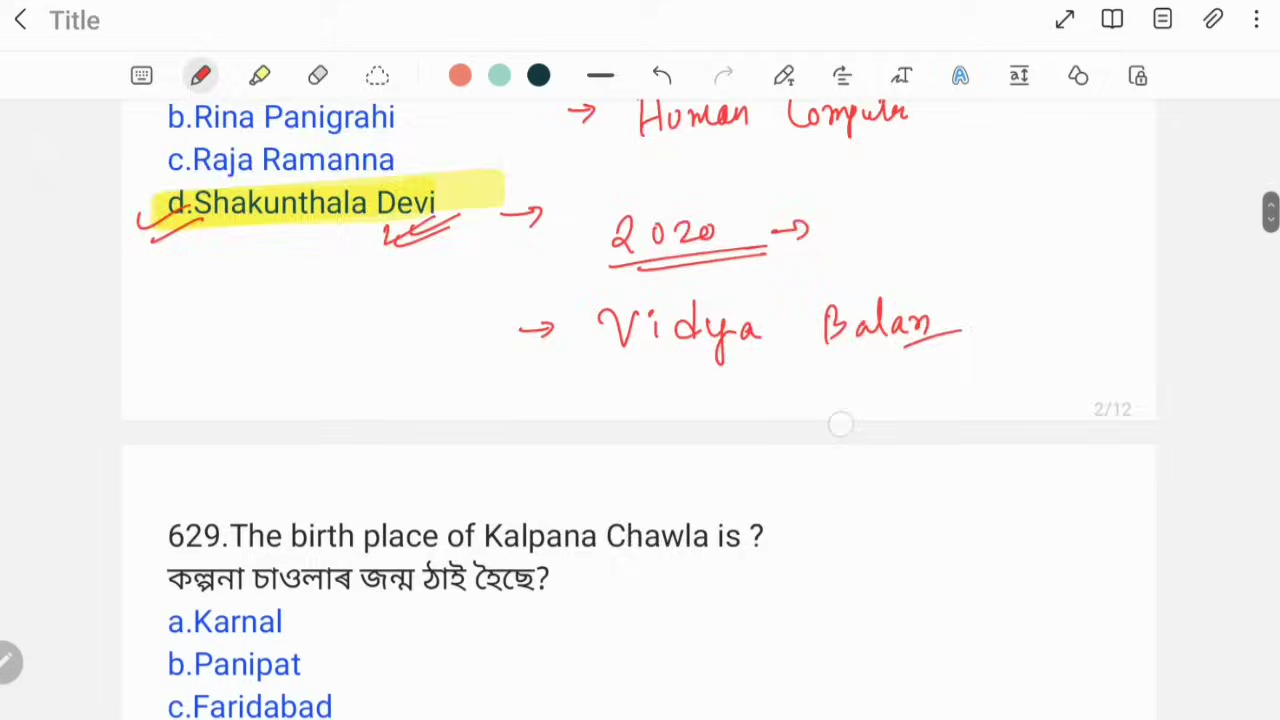 Title
b.Rina Panigrahi
→ Human Computer
c.Raja Ramanna
d.Shakunthala Devi
→ 2020 →
→ Vidya Balan
2/12
629.The birth place of Kalpana Chawla is ?
কল্পনা চাওলাৰ জন্ম ঠাই হৈছে?
a.Karnal
b.Panipat
c.Faridabad